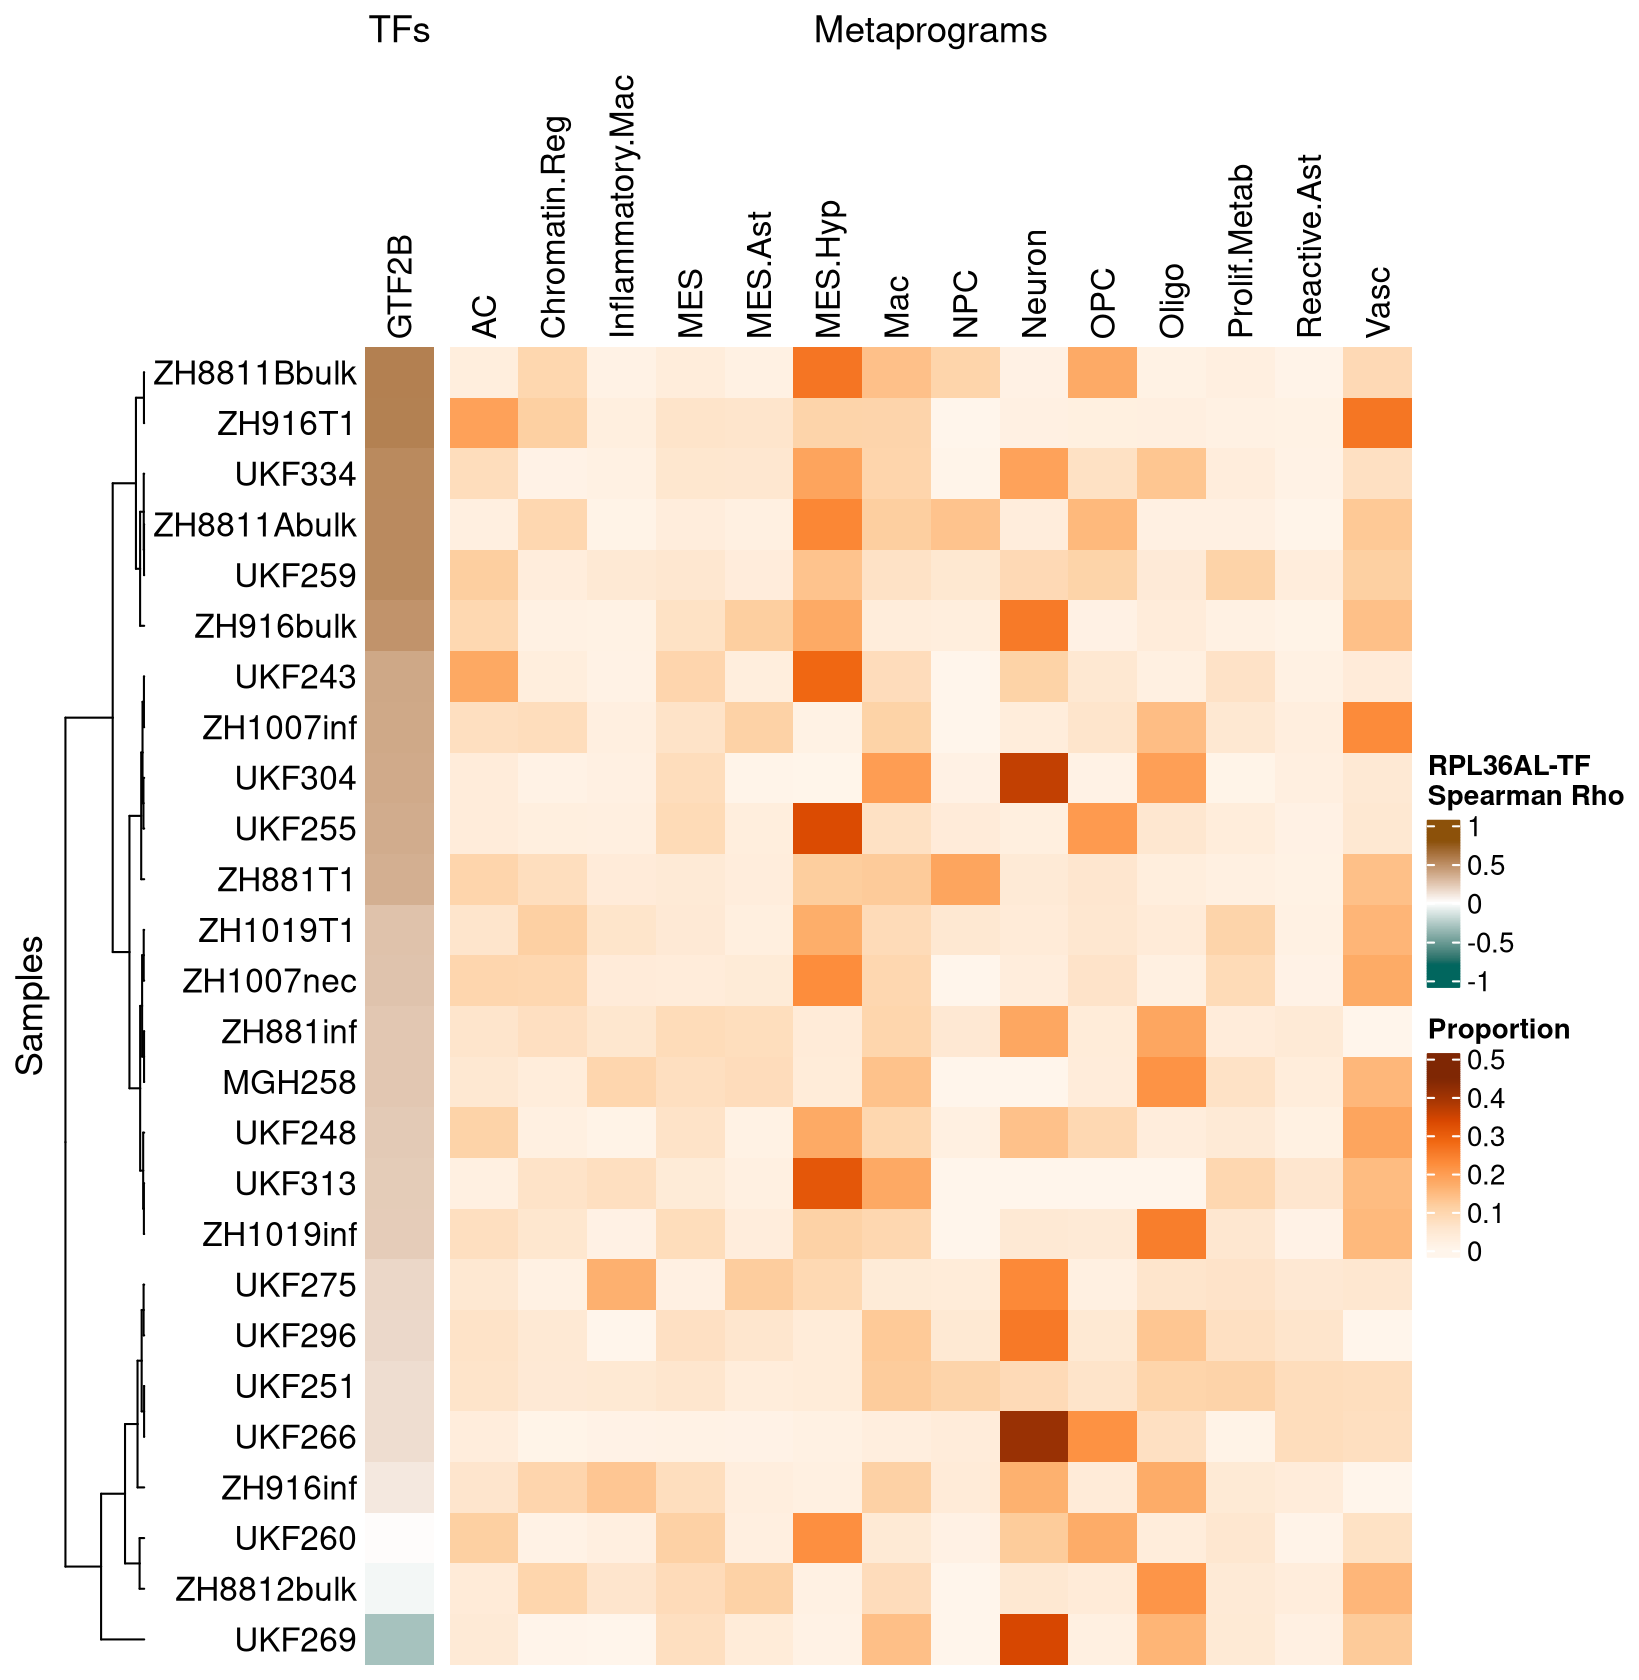 TFs
Metaprograms
GTF2B
AC
Chromatin.Reg
Inflammatory.Mac
MES
MES.Ast
MES.Hyp
Mac
NPC
Neuron
OPC
Oligo
Prolif.Metab
Reactive.Ast
Vasc
Samples
ZH8811Bbulk
ZH916T1
UKF334
ZH8811Abulk
UKF259
ZH916bulk
UKF243
ZH1007inf
UKF304
UKF255
ZH881T1
ZH1019T1
ZH1007nec
ZH881inf
MGH258
UKF248
UKF313
ZH1019inf
UKF275
UKF296
UKF251
UKF266
ZH916inf
UKF260
ZH8812bulk
UKF269
RPL36AL-TF
Spearman Rho
1
0.5
0
-0.5
-1
Proportion
0.5
0.4
0.3
0.2
0.1
0